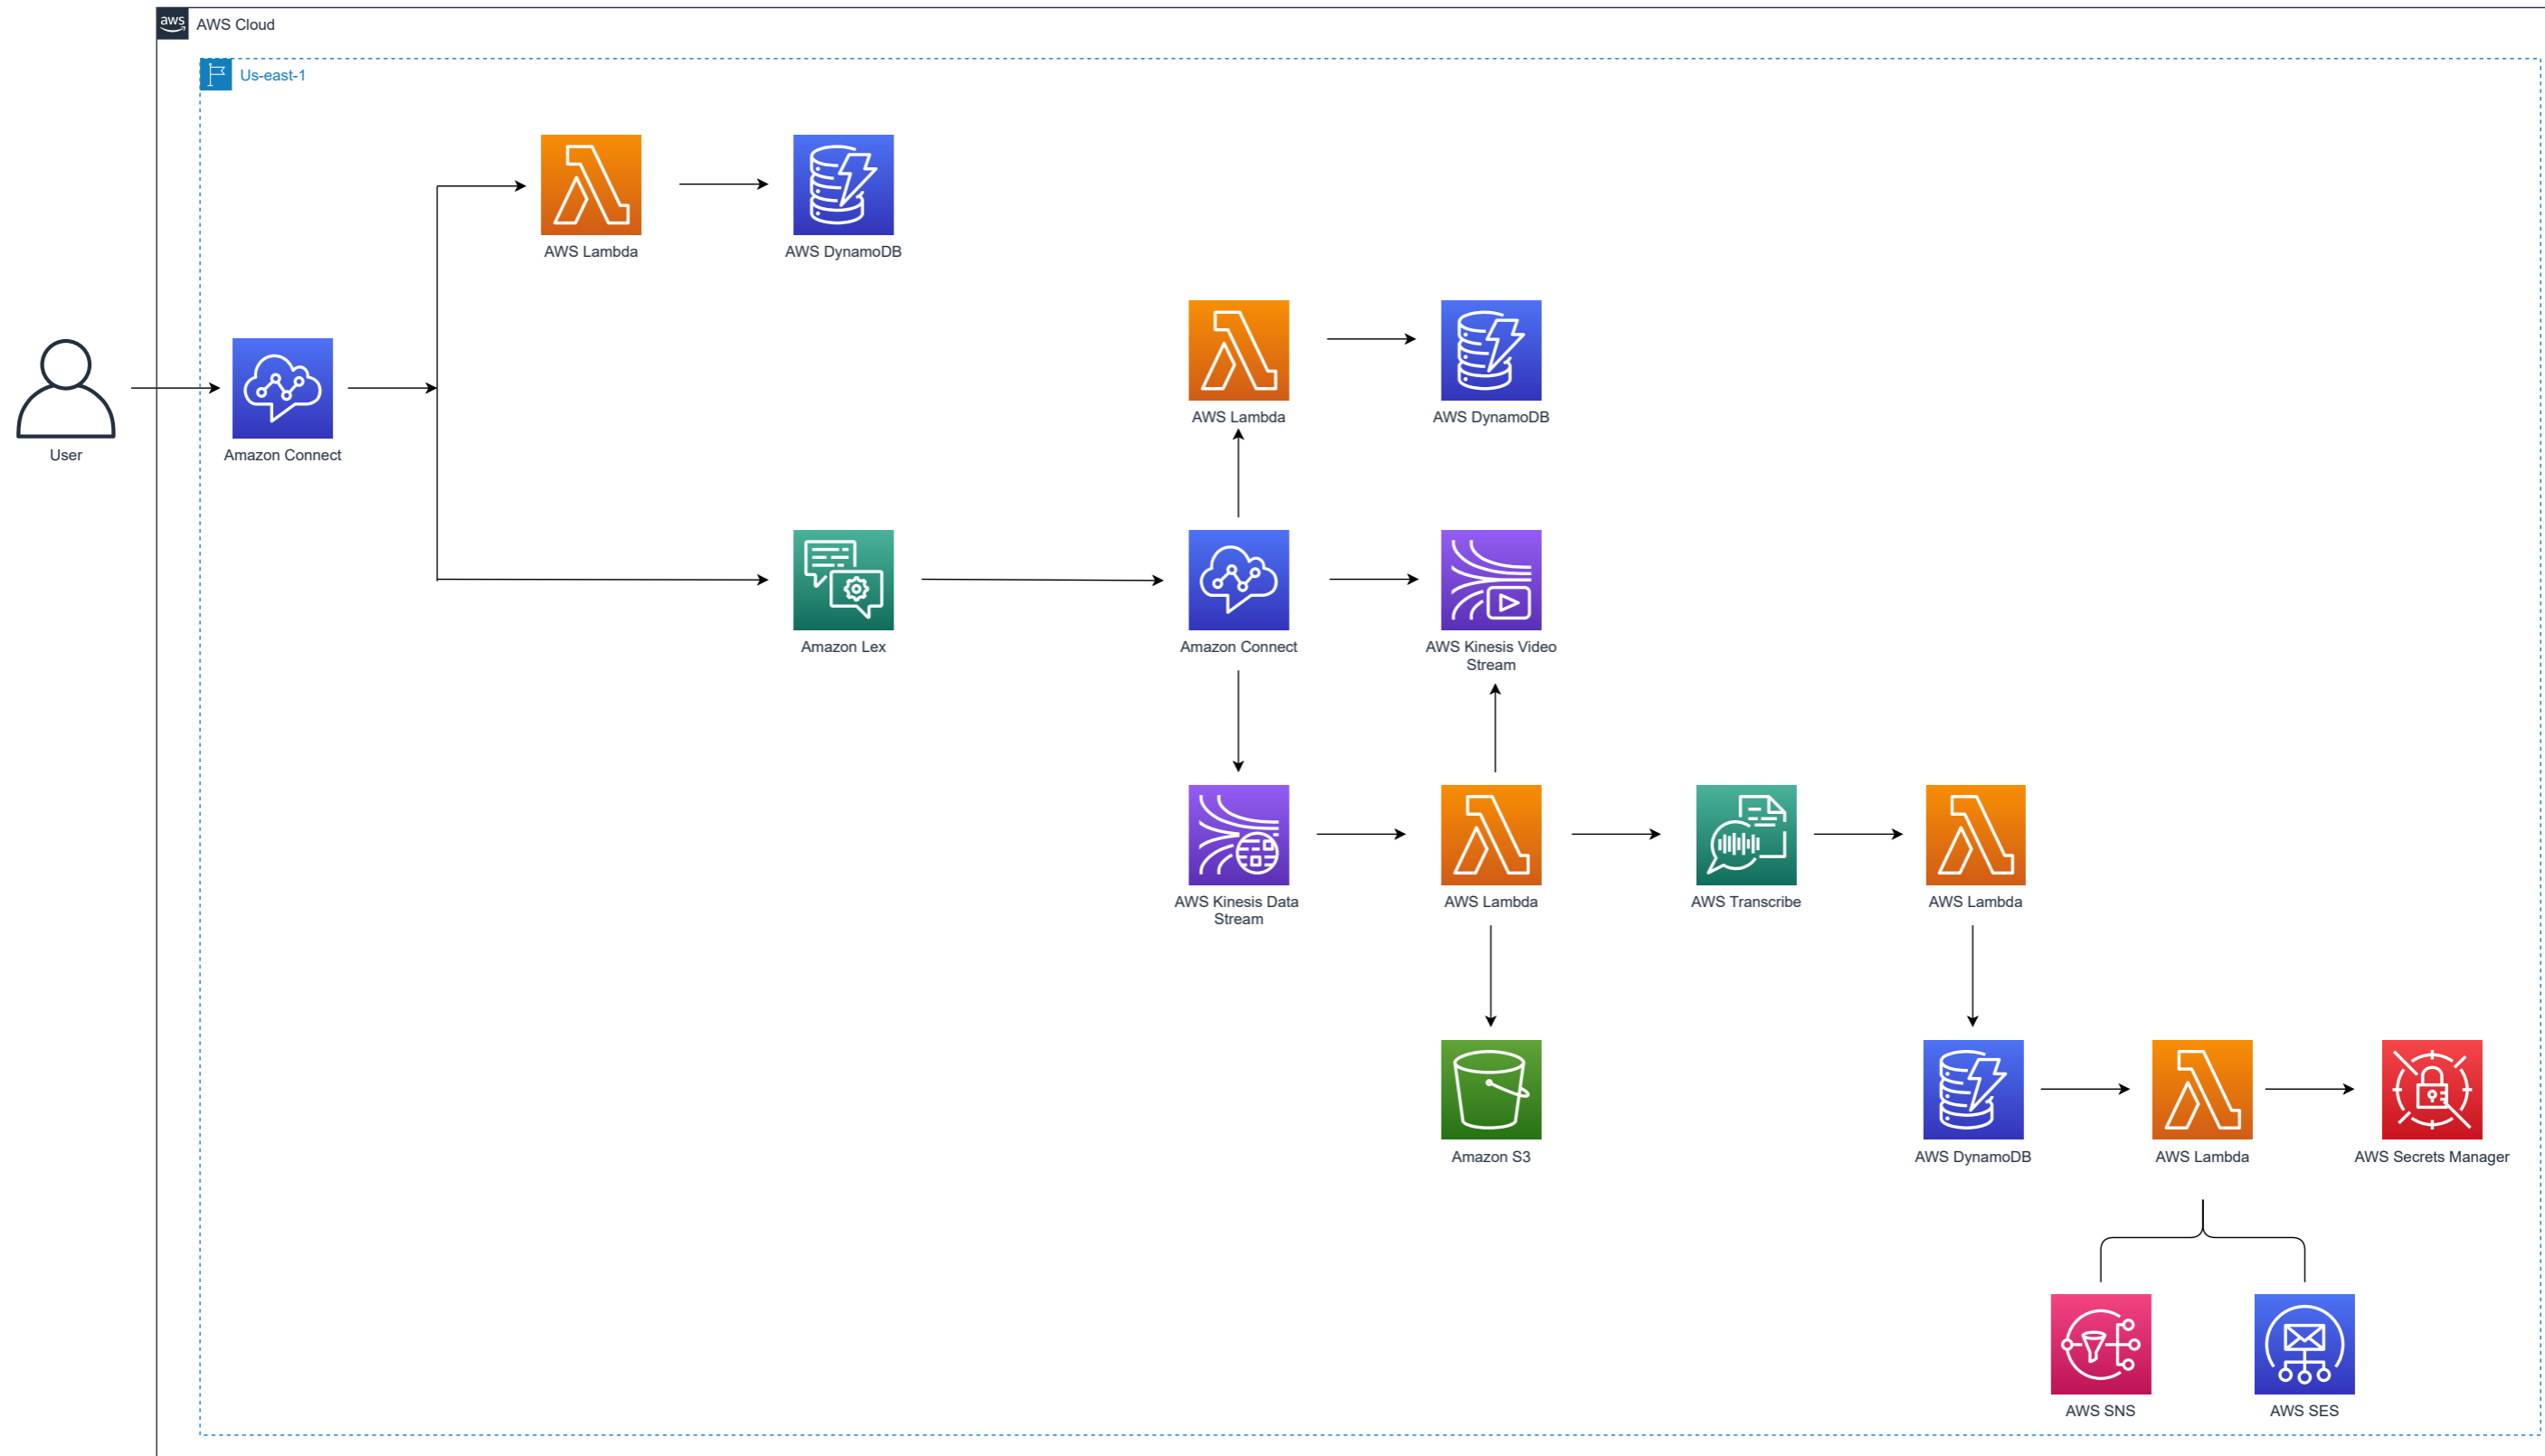 aws
AWS Cloud
Us-east-1
AWS Lambda
AWS DynamoDB
AWS Lambda
AWS DynamoDB
User
Amazon Connect
Amazon Lex
Amazon Connect
AWS Kinesis Video
Stream
AWS Kinesis Data
Stream
AWS Lambda
AWS Transcribe
AWS Lambda
Amazon S3
AWS DynamoDB
AWS Lambda
AWS Secrets Manager
AWS SNS
AWS SES